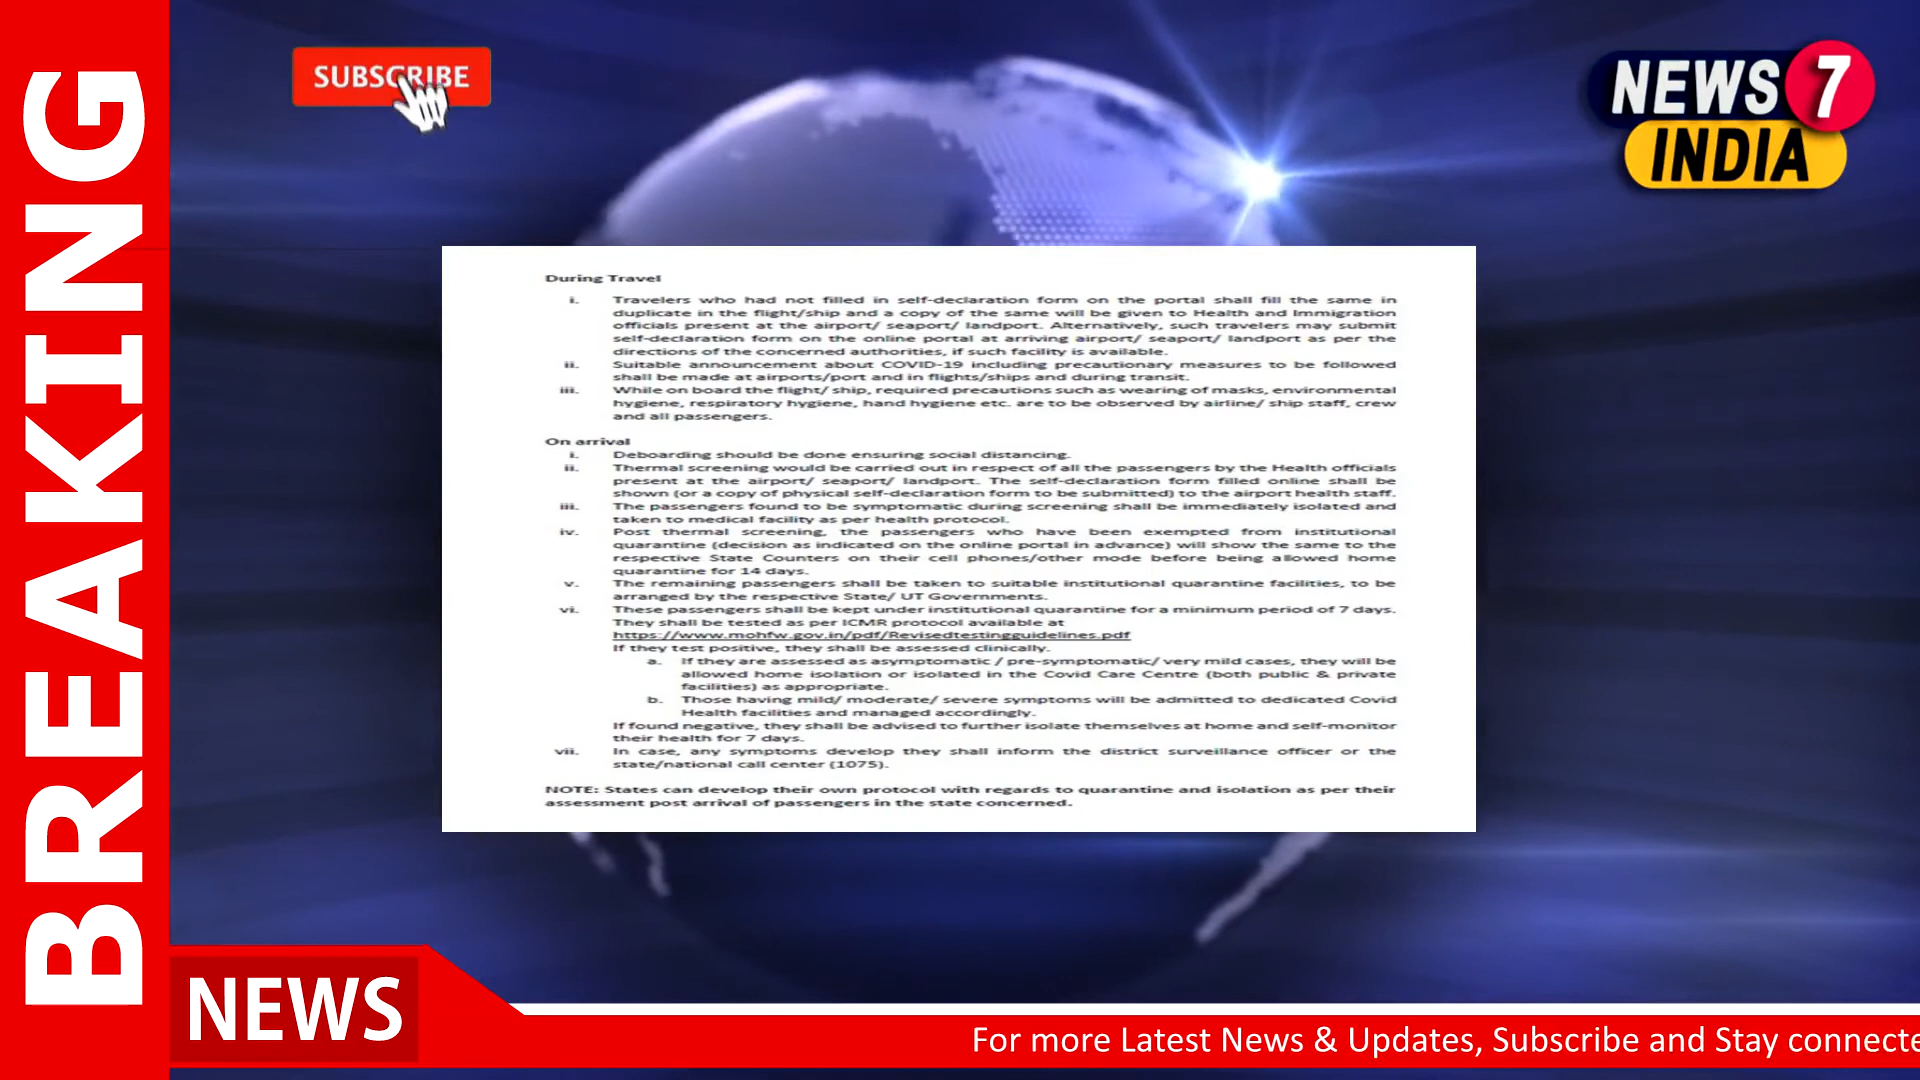 BREAKING
SUBSCRIBE
NEWS 7
INDIA
During Travel
i. Travelers who had not filled in self-declaration form on the portal shall fill the same in
duplicate in the flight/ship and a copy of the same will be given to Health and Immigration
officials present at the airport/ seaport/ landport. Alternatively, such travelers may submit
self-declaration form on the online portal at arriving airport/ seaport/ landport as per the
directions of the concerned authorities, if such facility is available.
ii. Suitable announcement about COVID-19 including precautionary measures to be followed
shall be made at airports/port and in flights/ships and during transit.
iii. While on board the flight/ ship, required precautions such as wearing of masks, environmental
hygiene, respiratory hygiene, hand hygiene etc. are to be observed by airline/ ship staff, crew
and all passengers.
On arrival
i. Deboarding should be done ensuring social distancing.
ii. Thermal screening would be carried out in respect of all the passengers by the Health officials
present at the airport/ seaport/ landport. The self-declaration form filled online shall be
shown (or a copy of physical self-declaration form to be submitted) to the airport health staff.
iii. The passengers found to be symptomatic during screening shall be immediately isolated and
taken to medical facility as per health protocol.
iv. Post thermal screening, the passengers who have been exempted from institutional
quarantine (decision as indicated on the online portal in advance) will show the same to the
respective State Counters on their cell phones/other mode before being allowed home
quarantine for 14 days.
v. The remaining passengers shall be taken to suitable institutional quarantine facilities, to be
arranged by the respective State/ UT Governments.
vi. These passengers shall be kept under institutional quarantine for a minimum period of 7 days.
They shall be tested as per ICMR protocol available at
https://www.mohfw.gov.in/pdf/Revisedtestingguidelines.pdf
If they test positive, they shall be assessed clinically.
a. If they are assessed as asymptomatic / pre-symptomatic/ very mild cases, they will be
allowed home isolation or isolated in the Covid Care Centre (both public & private
facilities) as appropriate.
b. Those having mild/ moderate/ severe symptoms will be admitted to dedicated Covid
Health facilities and managed accordingly.
If found negative, they shall be advised to further isolate themselves at home and self-monitor
their health for 7 days.
vii. In case, any symptoms develop they shall inform the district surveillance officer or the
state/national call center (1075).
NOTE: States can develop their own protocol with regards to quarantine and isolation as per their
assessment post arrival of passengers in the state concerned.
NEWS
For more Latest News & Updates, Subscribe and Stay connecte